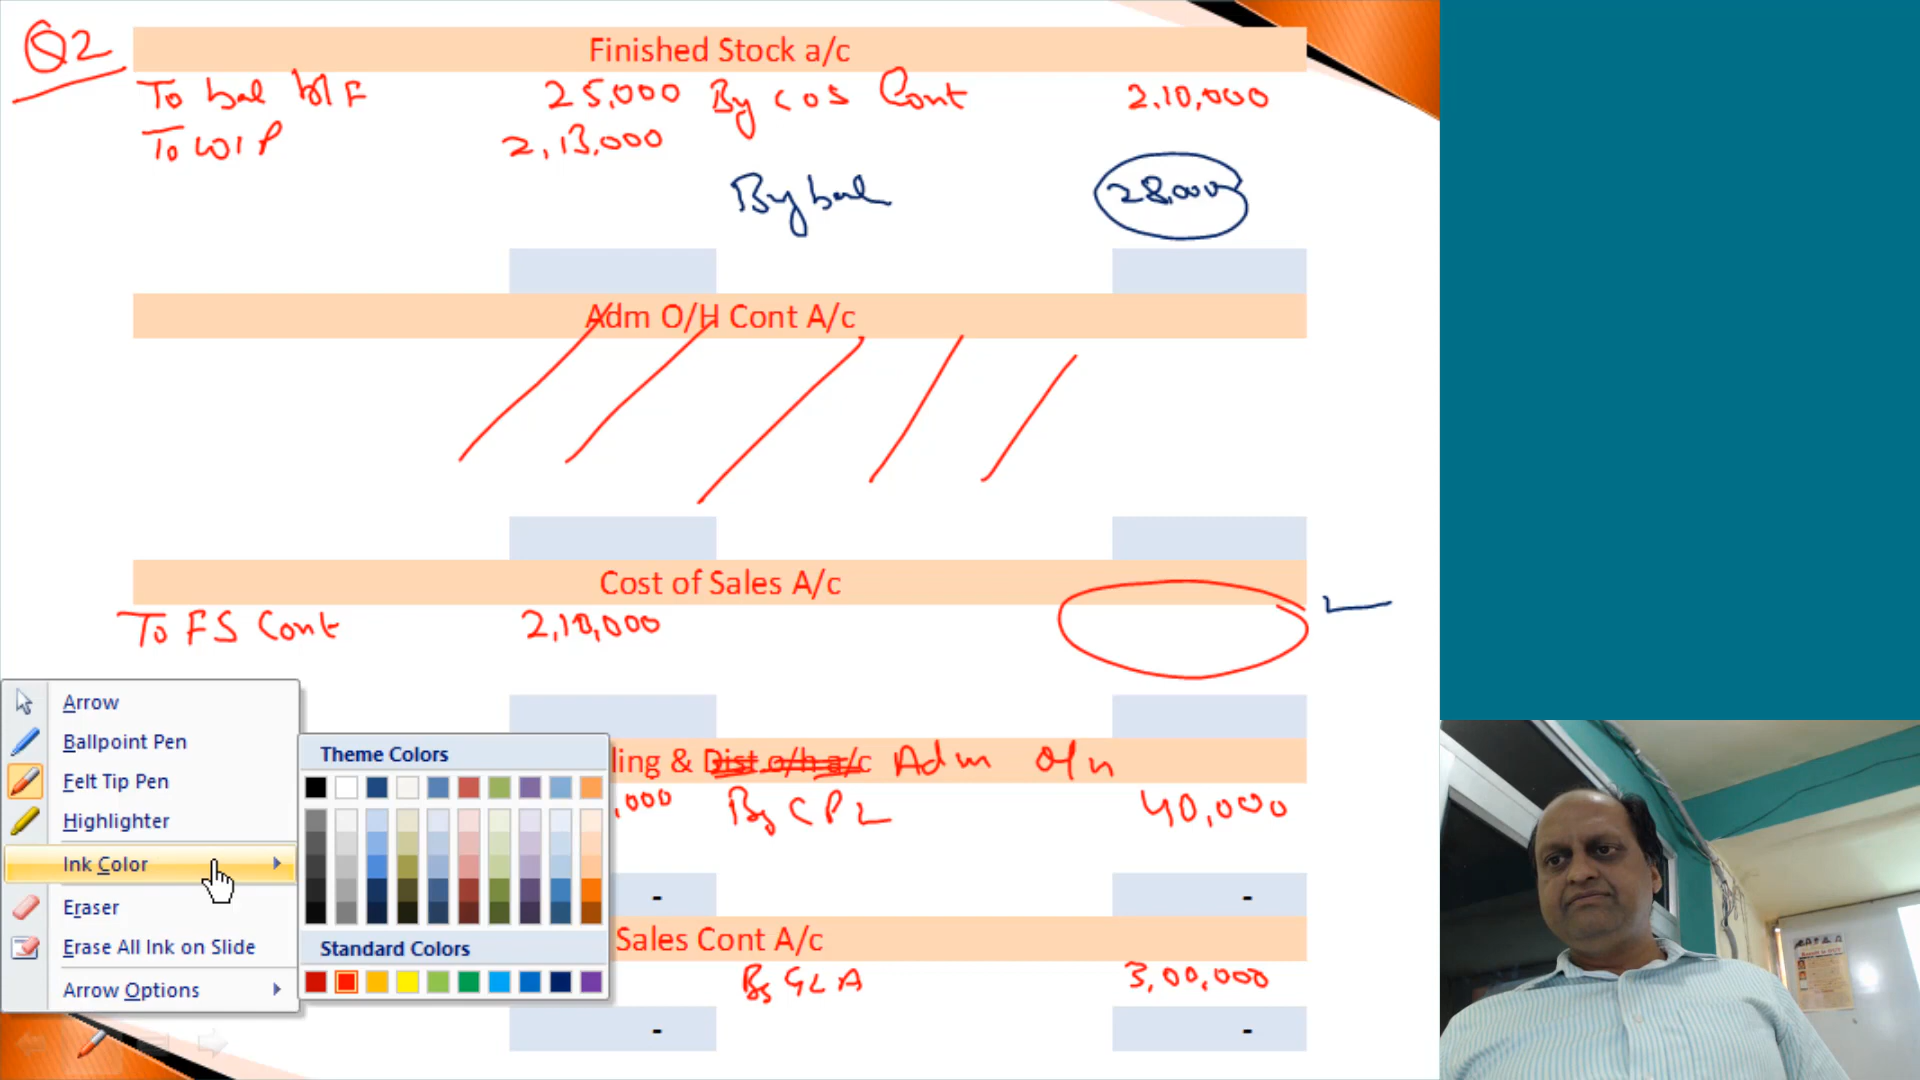 Q2
Finished Stock a/c
To bal b/F 25,000 By COS Cont 2,10,000
To WIP 2,13,000
By bal 28,000
Adm O/H Cont A/c
Cost of Sales A/c
To FS Cont 2,10,000
Arrow
Ballpoint Pen
Felt Tip Pen
Highlighter
Ink Color
Eraser
Erase All Ink on Slide
Arrow Options
Theme Colors
Standard Colors
ling & Dist o/h a/c Adm O/h
,000 By CPL 40,000
- -
Sales Cont A/c
By GLA 3,00,000
- -